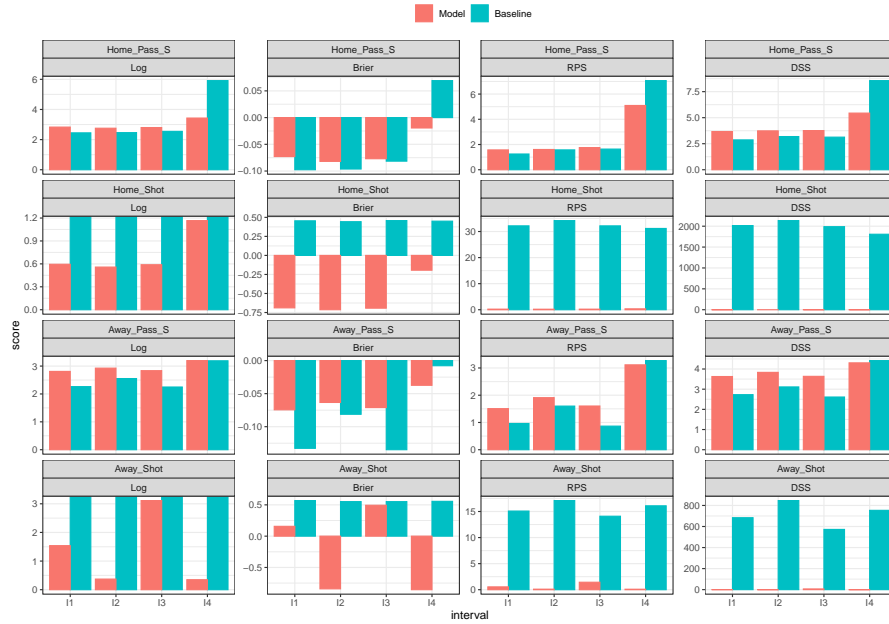 Model Baseline
Home_Pass_S Home_Pass_S Home_Pass_S Home_Pass_S
Log Brier RPS DSS
6 4 2 0
0.05 0.00 −0.05 −0.10
6 4 2 0
7.5 5.0 2.5 0.0
Home_Shot Home_Shot Home_Shot Home_Shot
Log Brier RPS DSS
1.2 0.9 0.6 0.3 0.0
0.50 0.25 0.00 −0.25 −0.50 −0.75
30 20 10 0
2000 1500 1000 500 0
score
Away_Pass_S Away_Pass_S Away_Pass_S Away_Pass_S
Log Brier RPS DSS
3 2 1 0
0.00 −0.05 −0.10
3 2 1 0
4 3 2 1 0
Away_Shot Away_Shot Away_Shot Away_Shot
Log Brier RPS DSS
3 2 1 0
0.5 0.0 −0.5
15 10 5 0
800 600 400 200 0
I1 I2 I3 I4 I1 I2 I3 I4 I1 I2 I3 I4 I1 I2 I3 I4
interval